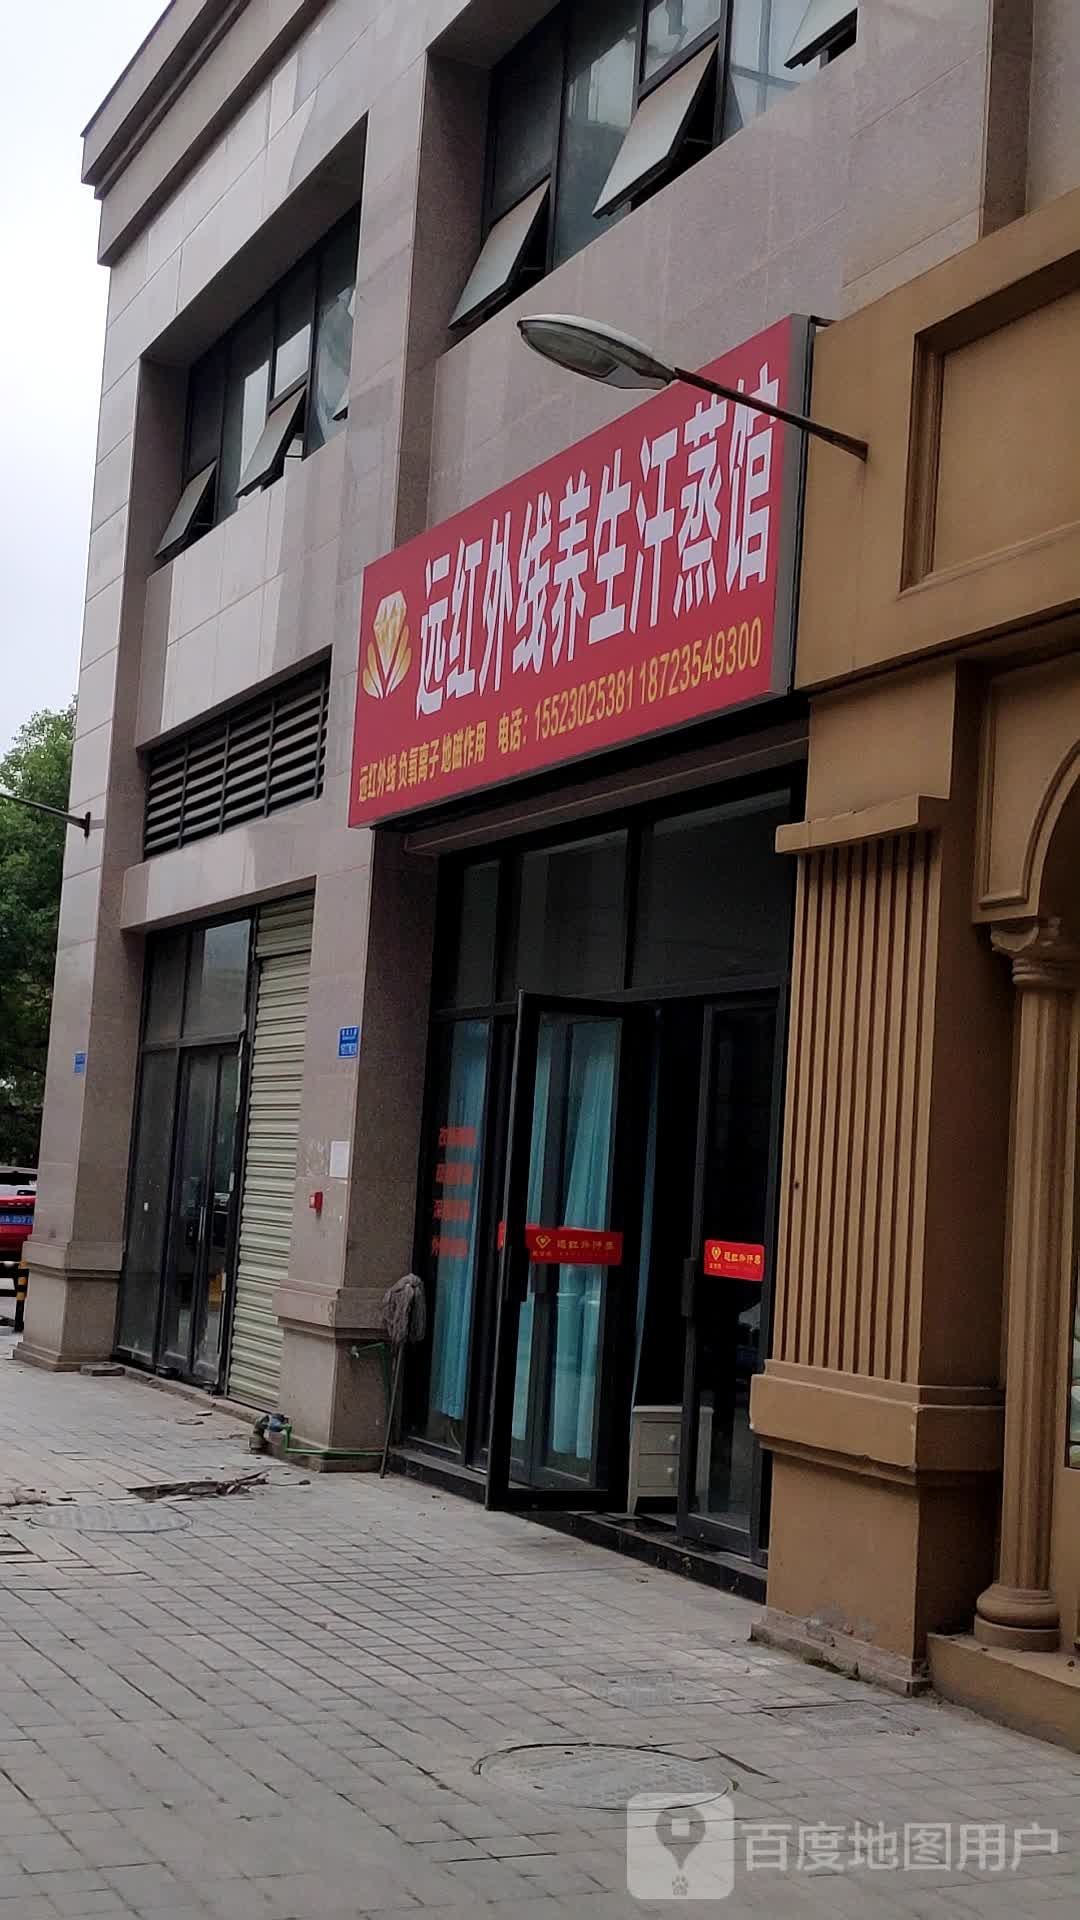 远红外线养生汗蒸馆
远红外线 负氧离子 地磁作用 电话：15523025381 18723549300
远红外汗蒸
远红外汗蒸
百度地图用户